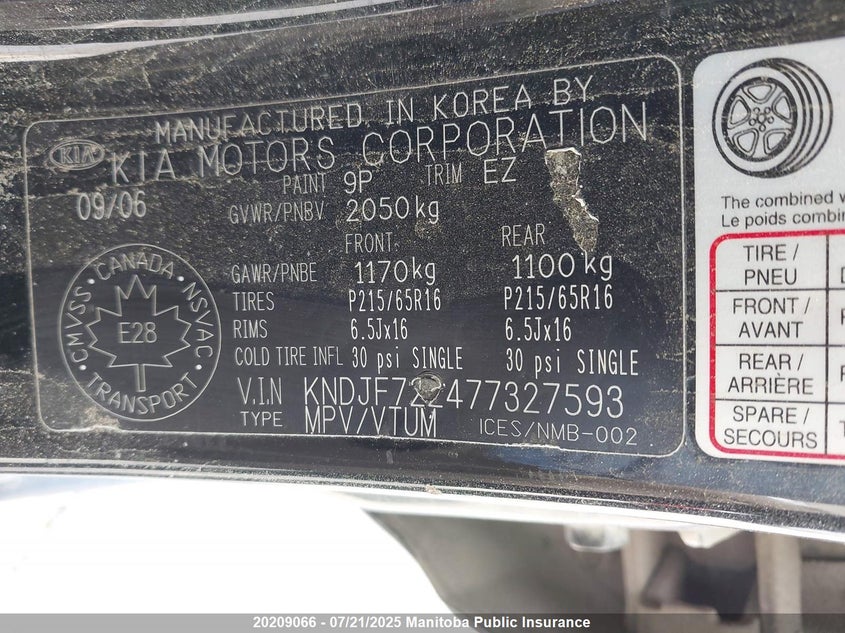 MANUFACTURED IN KOREA BY
KIA KIA MOTORS CORPORATION
PAINT 9P TRIM EZ
09/06
GVWR/PNBV 2050kg
FRONT REAR
GAWR/PNBE 1170kg 1100kg
TIRES P215/65R16 P215/65R16
RIMS 6.5Jx16 6.5Jx16
COLD TIRE INFL 30 psi SINGLE 30 psi SINGLE
V.I.N KNDJF722477327593
TYPE MPV/VTUM ICES/NMB-002
CANADA
CMVSS NSVAC
E28
TRANSPORT
The combined
Le poids
TIRE /
PNEU
FRONT /
AVANT
REAR /
ARRIÈRE
SPARE /
SECOURS
20209066 - 07/21/2025 Manitoba Public Insurance